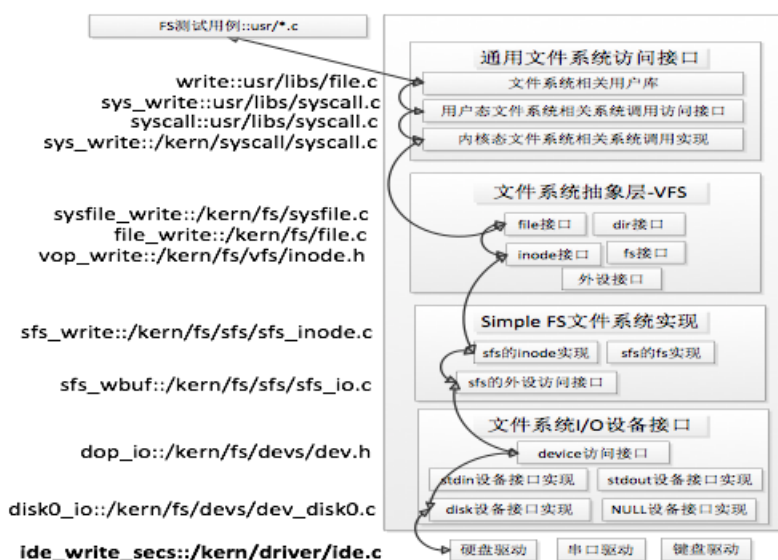 FS测试用例::usr/*.c
通用文件系统访问接口
write::usr/libs/file.c
文件系统相关用户库
sys_write::usr/libs/syscall.c
用户态文件系统相关系统调用访问接口
syscall::usr/libs/syscall.c
sys_write::/kern/syscall/syscall.c
内核态文件系统相关系统调用实现
文件系统抽象层-VFS
sysfile_write::/kern/fs/sysfile.c
file接口
dir接口
file_write::/kern/fs/file.c
vop_write::/kern/fs/vfs/inode.h
inode接口
fs接口
外设接口
Simple FS文件系统实现
sfs_write::/kern/fs/sfs/sfs_inode.c
sfs的inode实现
sfs的fs实现
sfs_wbuf::/kern/fs/sfs/sfs_io.c
sfs的外设访问接口
文件系统I/O设备接口
dop_io::/kern/fs/devs/dev.h
device访问接口
stdin设备接口实现
stdout设备接口实现
disk0_io::/kern/fs/devs/dev_disk0.c
disk设备接口实现
NULL设备接口实现
ide_write_secs::/kern/driver/ide.c
硬盘驱动
串口驱动
键盘驱动